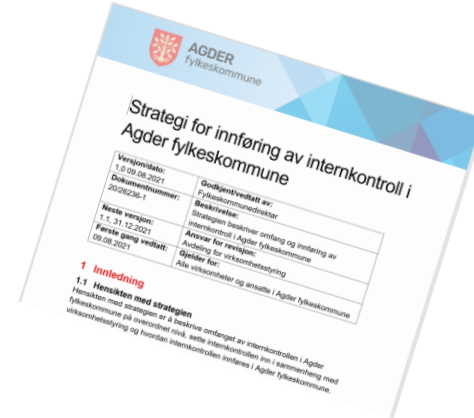 AGDER
fylkeskommune
Strategi for innføring av internkontroll i
Agder fylkeskommune
Versjon/dato:
1.0 09.08.2021
Godkjent/vedtatt av:
Fylkeskommunedirektør
Dokumentnummer:
20/26236-1
Beskrivelse:
Strategien beskriver omfang og innføring av
internkontroll i Agder fylkeskommune
Neste versjon:
1.1, 31.12.2021
Ansvar for revisjon:
Avdeling for virksomhetsstyring
Første gang vedtatt:
09.08.2021
Gjelder for:
Alle virksomheter og ansatte i Agder fylkeskommune
1 Innledning
1.1 Hensikten med strategien
Hensikten med strategien er å beskrive omfanget av internkontrollen i Agder
fylkeskommune på overordnet nivå, sette internkontrollen inn i sammenheng med
virksomhetsstyring og hvordan internkontrollen innføres i Agder fylkeskommune.